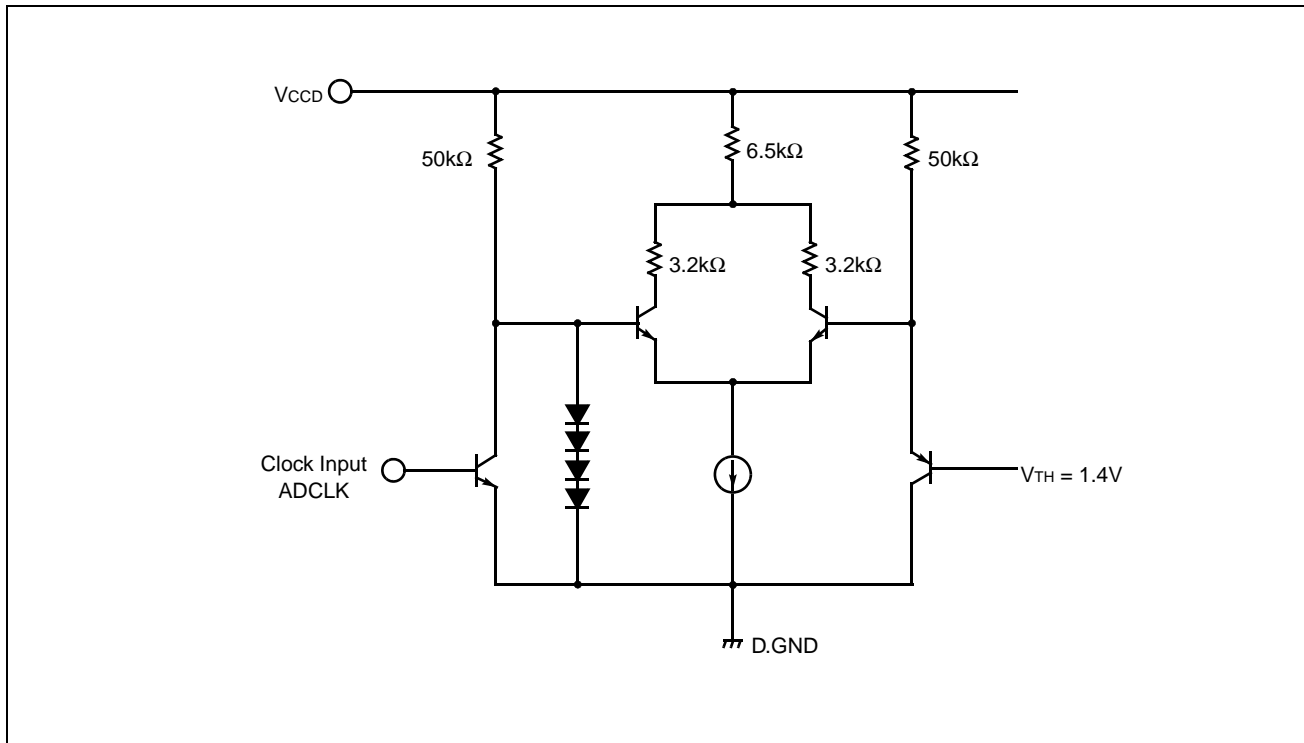 VCCD
50kΩ
6.5kΩ
50kΩ
3.2kΩ
3.2kΩ
Clock Input
ADCLK
VTH = 1.4V
D.GND